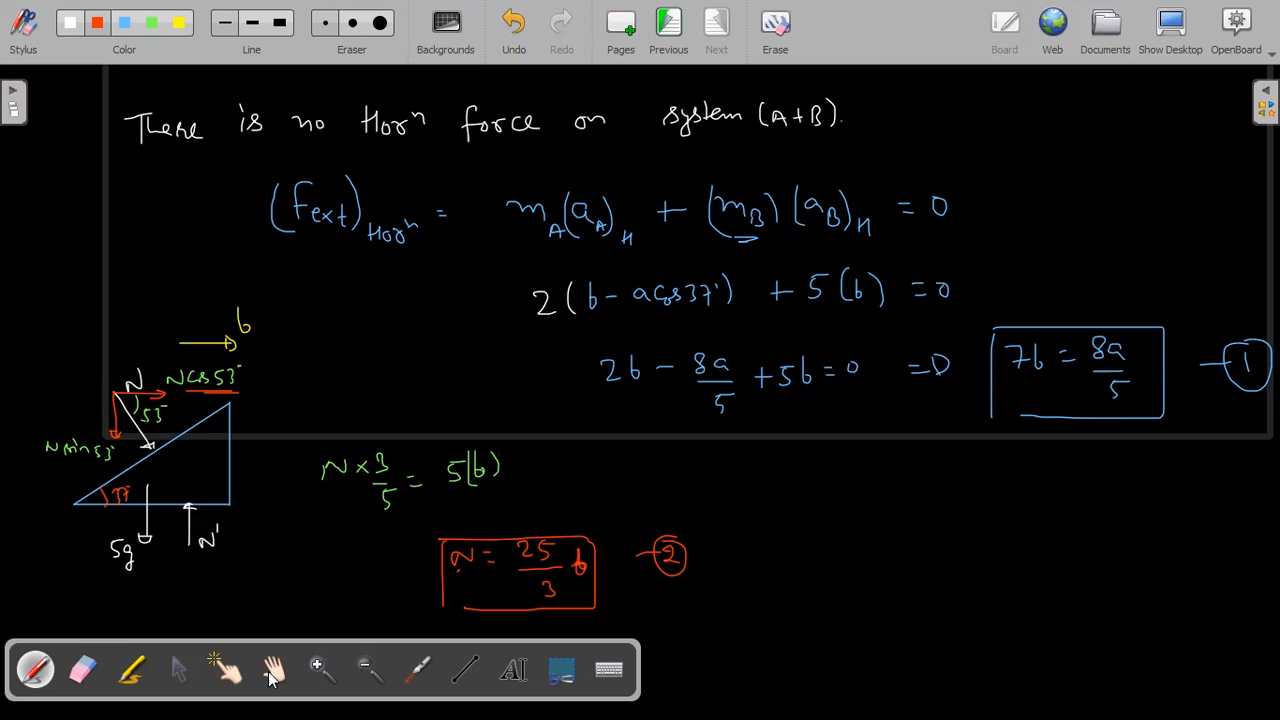 Stylus Color Line Eraser Backgrounds Undo Redo Pages Previous Next Erase Board Web Documents Show Desktop OpenBoard
There is no Horⁿ force on system (A+B).
(Fext)Horⁿ = mA(aA)H + (mB)(aB)H = 0
2(b - acos37°) + 5(b) = 0
2b - 8a/5 + 5b = 0 => 7b = 8a/5 — 1
b
N Ncos53°
53°
Nsin53°
37°
5g N'
N × 3/5 = 5(b)
N = 25/3 b — 2
AI